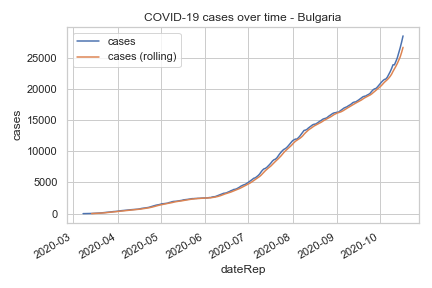 COVID-19 cases over time - Bulgaria
cases
cases (rolling)
25000
20000
15000
10000
5000
0
cases
2020-03
2020-04
2020-05
2020-06
2020-07
2020-08
2020-09
2020-10
dateRep